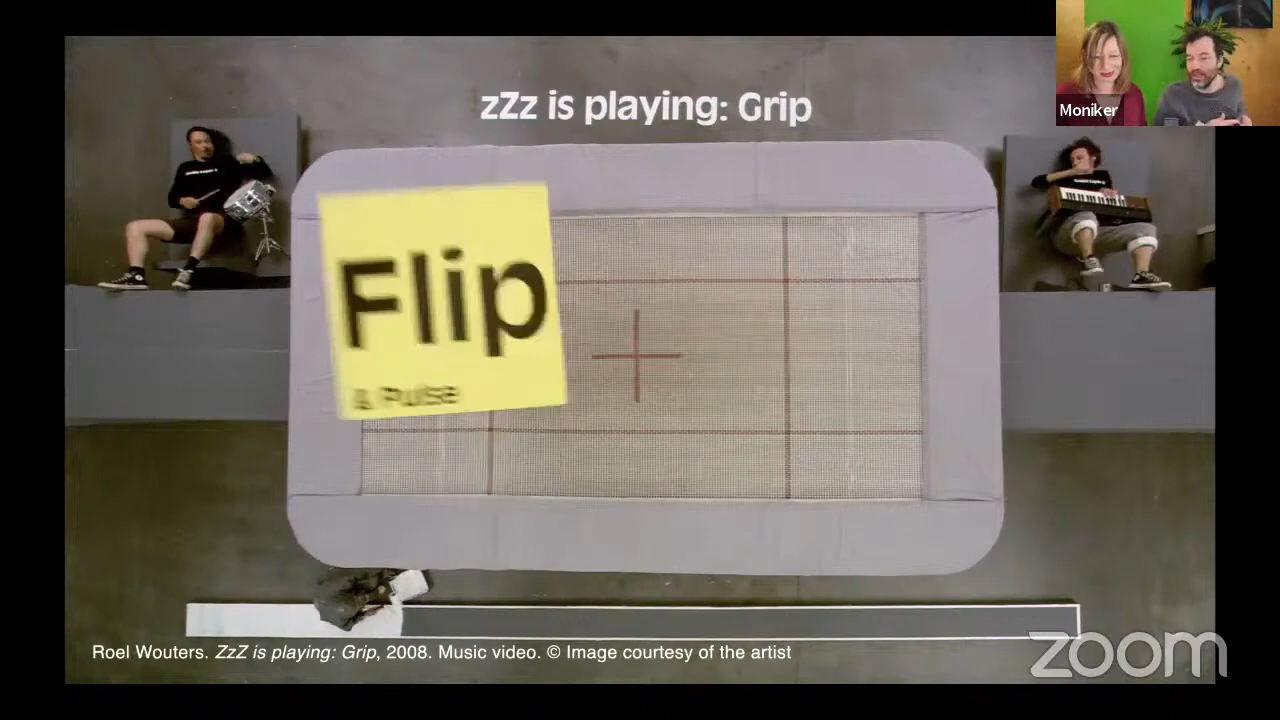 zZz is playing: Grip
Moniker
Flip
& Pulse
Roel Wouters. ZzZ is playing: Grip, 2008. Music video. © Image courtesy of the artist
zoom